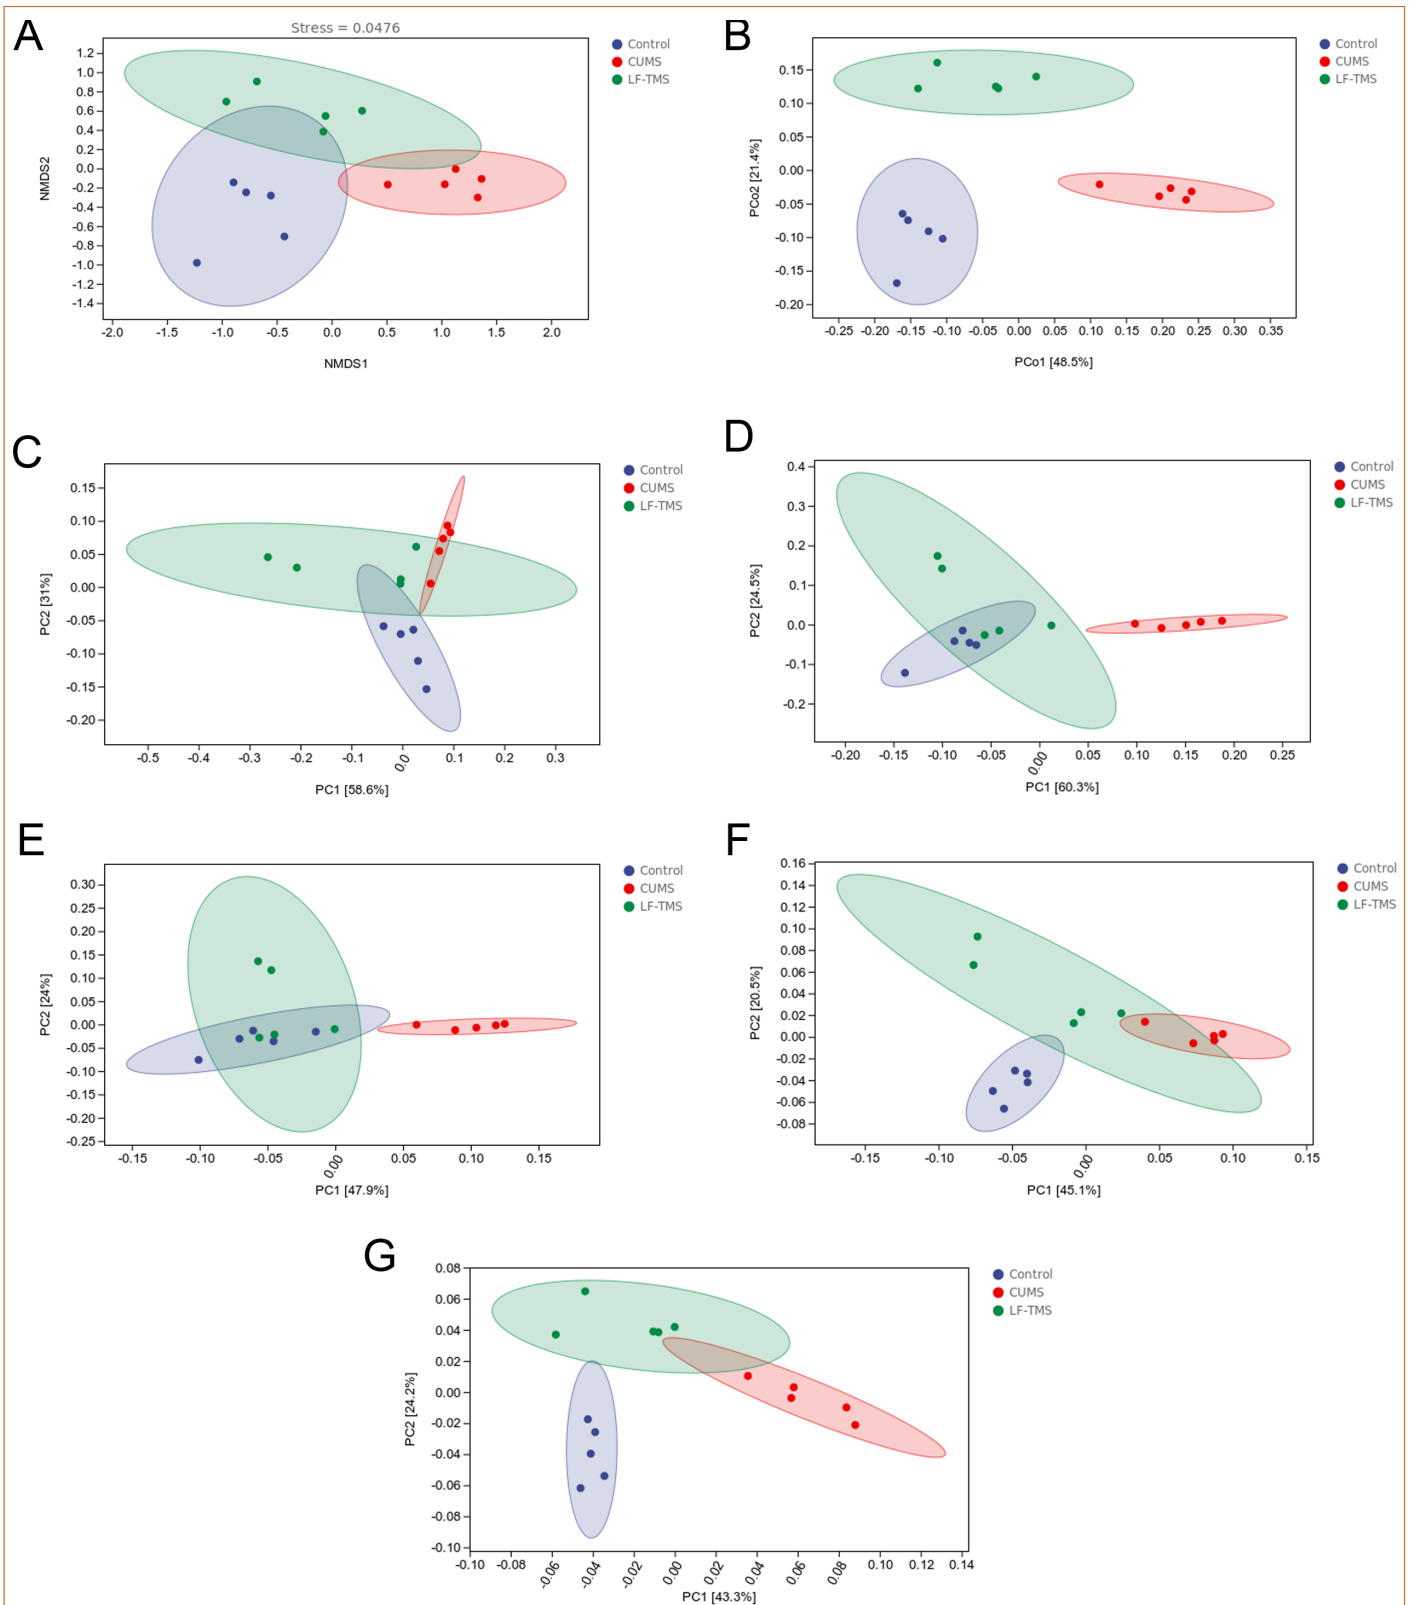 A
Stress = 0.0476
Control
CUMS
LF-TMS
1.2
1.0
0.8
0.6
0.4
0.2
0.0
-0.2
-0.4
-0.6
-0.8
-1.0
-1.2
-1.4
NMDS2
-2.0 -1.5 -1.0 -0.5 0.0 0.5 1.0 1.5 2.0
NMDS1
B
Control
CUMS
LF-TMS
0.15
0.10
0.05
0.00
-0.05
-0.10
-0.15
-0.20
PCo2 [21.4%]
-0.25 -0.20 -0.15 -0.10 -0.05 0.00 0.05 0.10 0.15 0.20 0.25 0.30 0.35
PCo1 [48.5%]
C
Control
CUMS
LF-TMS
0.15
0.10
0.05
0.00
-0.05
-0.10
-0.15
-0.20
PC2 [31%]
-0.5 -0.4 -0.3 -0.2 -0.1 0.0 0.1 0.2 0.3
PC1 [58.6%]
D
Control
CUMS
LF-TMS
0.4
0.3
0.2
0.1
0.0
-0.1
-0.2
PC2 [24.5%]
-0.20 -0.15 -0.10 -0.05 0.00 0.05 0.10 0.15 0.20 0.25
PC1 [60.3%]
E
Control
CUMS
LF-TMS
0.30
0.25
0.20
0.15
0.10
0.05
0.00
-0.05
-0.10
-0.15
-0.20
-0.25
PC2 [24%]
-0.15 -0.10 -0.05 0.00 0.05 0.10 0.15
PC1 [47.9%]
F
Control
CUMS
LF-TMS
0.16
0.14
0.12
0.10
0.08
0.06
0.04
0.02
0.00
-0.02
-0.04
-0.06
-0.08
PC2 [20.5%]
-0.15 -0.10 -0.05 0.00 0.05 0.10 0.15
PC1 [45.1%]
G
Control
CUMS
LF-TMS
0.08
0.06
0.04
0.02
0.00
-0.02
-0.04
-0.06
-0.08
-0.10
PC2 [24.2%]
-0.10 -0.08 -0.06 -0.04 -0.02 0.00 0.02 0.04 0.06 0.08 0.10 0.12 0.14
PC1 [43.3%]